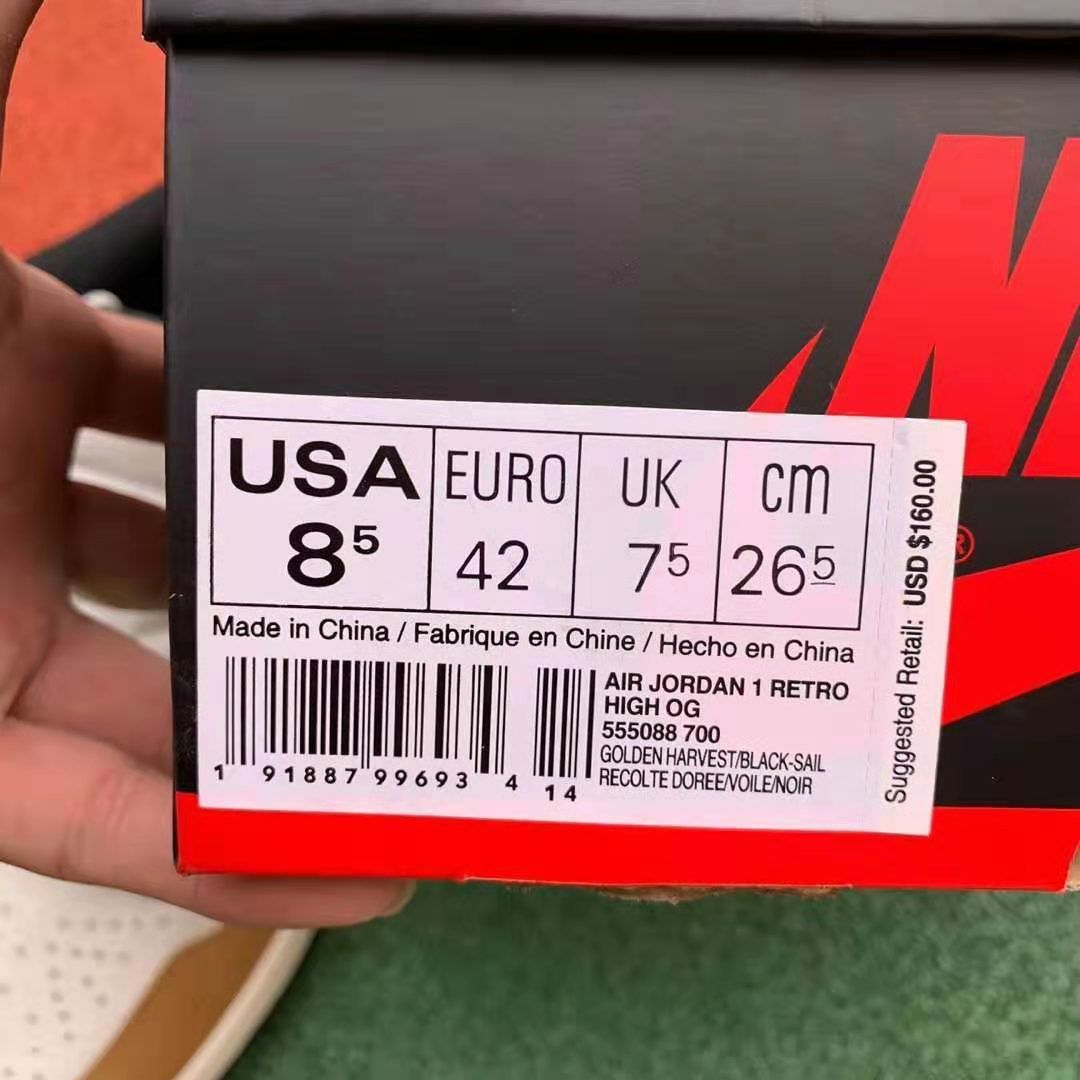 USA EURO UK cm
8⁵ 42 7⁵ 26⁵
Made in China / Fabrique en Chine / Hecho en China
AIR JORDAN 1 RETRO
HIGH OG
555088 700
GOLDEN HARVEST/BLACK-SAIL
RECOLTE DOREE/VOILE/NOIR
1 91887 99693 4 14
Suggested Retail: USD $160.00
®